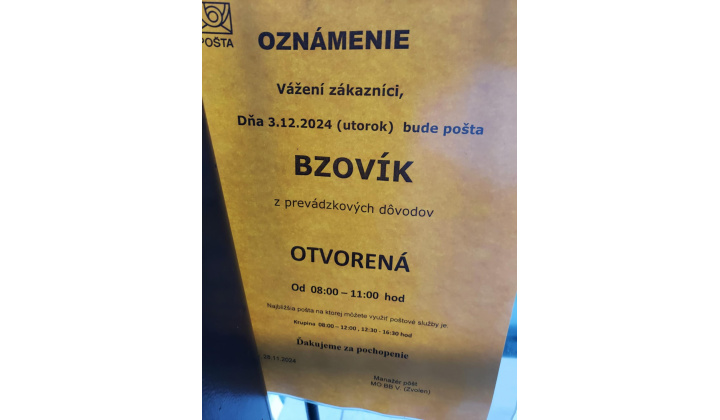 POŠTA
OZNÁMENIE
Vážení zákazníci,
Dňa 3.12.2024 (utorok) bude pošta
BZOVÍK
z prevádzkových dôvodov
OTVORENÁ
Od 08:00 – 11:00 hod
Najbližšia pošta na ktorej môžete využiť poštové služby je:
Krupina 08:00 – 12:00 , 12:30 - 16:30 hod
Ďakujeme za pochopenie
28.11.2024
Manažér pôšt
MO BB V. (Zvolen)